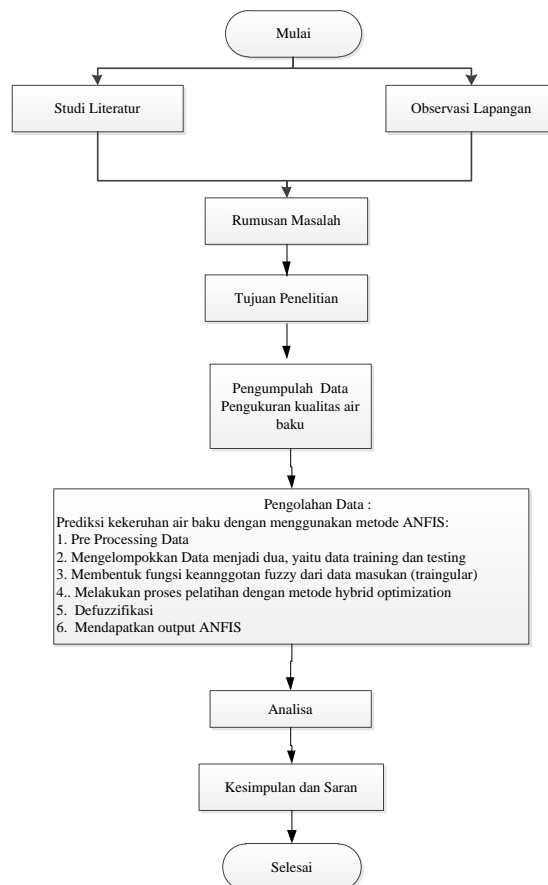 Mulai
Studi Literatur
Observasi Lapangan
Rumusan Masalah
Tujuan Penelitian
Pengumpulah Data
Pengukuran kualitas air
baku
Pengolahan Data :
Prediksi kekeruhan air baku dengan menggunakan metode ANFIS:
1. Pre Processing Data
2. Mengelompokkan Data menjadi dua, yaitu data training dan testing
3. Membentuk fungsi keanngotan fuzzy dari data masukan (traingular)
4.. Melakukan proses pelatihan dengan metode hybrid optimization
5. Defuzzifikasi
6. Mendapatkan output ANFIS
Analisa
Kesimpulan dan Saran
Selesai